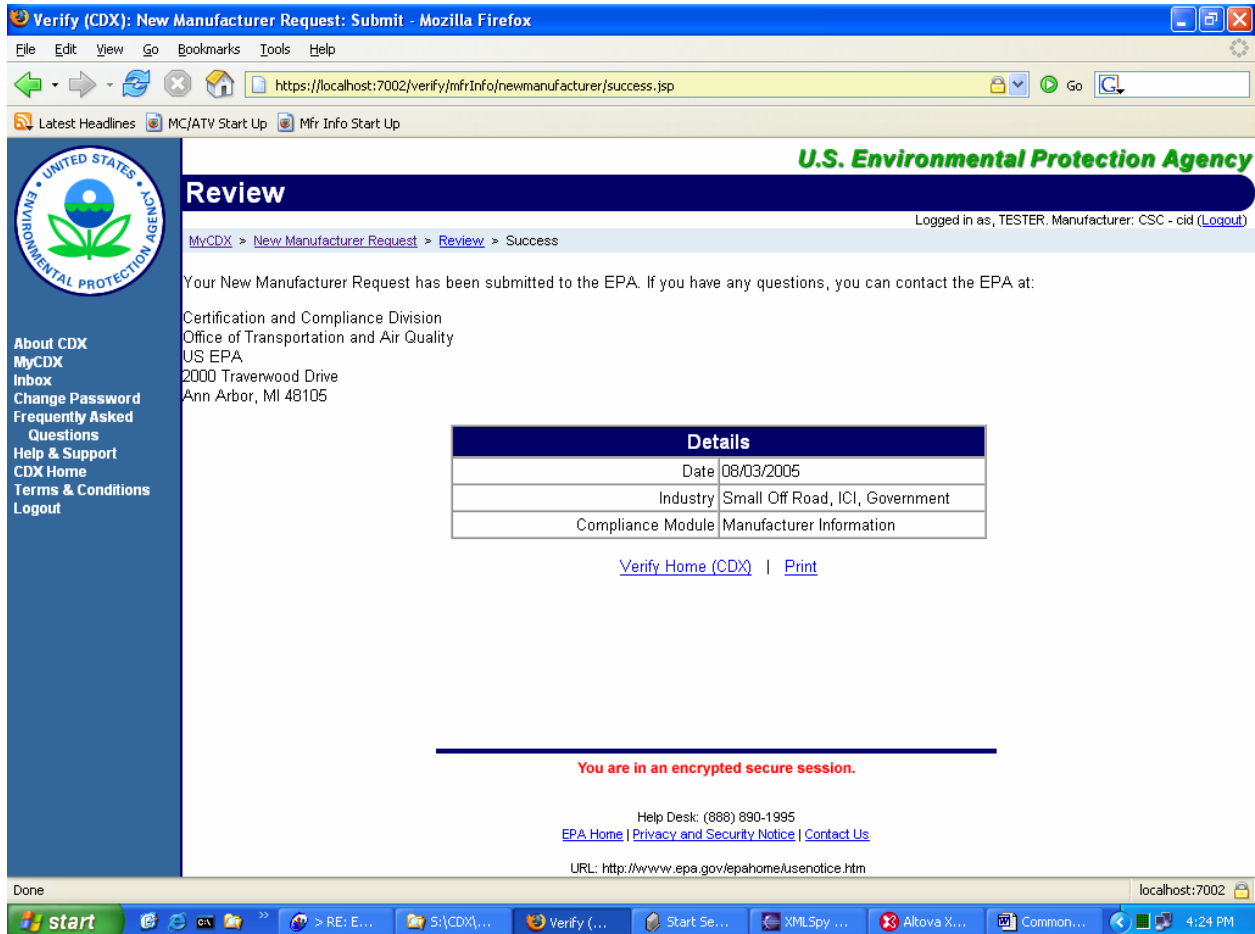 Verify (CDX): New Manufacturer Request: Submit - Mozilla Firefox
File Edit View Go Bookmarks Tools Help
https://localhost:7002/verify/mfrInfo/newmanufacturer/success.jsp Go G
Latest Headlines MC/ATV Start Up Mfr Info Start Up
UNITED STATES
ENVIRONMENTAL PROTECTION AGENCY
U.S. Environmental Protection Agency
Review
Logged in as, TESTER. Manufacturer: CSC - cid (Logout)
MyCDX > New Manufacturer Request > Review > Success
Your New Manufacturer Request has been submitted to the EPA. If you have any questions, you can contact the EPA at:
Certification and Compliance Division
Office of Transportation and Air Quality
US EPA
2000 Traverwood Drive
Ann Arbor, MI 48105
About CDX
MyCDX
Inbox
Change Password
Frequently Asked
Questions
Help & Support
CDX Home
Terms & Conditions
Logout
Details
Date 08/03/2005
Industry Small Off Road, ICI, Government
Compliance Module Manufacturer Information
Verify Home (CDX) | Print
You are in an encrypted secure session.
Help Desk: (888) 890-1995
EPA Home | Privacy and Security Notice | Contact Us
URL: http://www.epa.gov/epahome/usenotice.htm
Done localhost:7002
start > RE: E... S:\CDX\... Verify (... Start Se... XMLSpy ... Altova X... Common... 4:24 PM